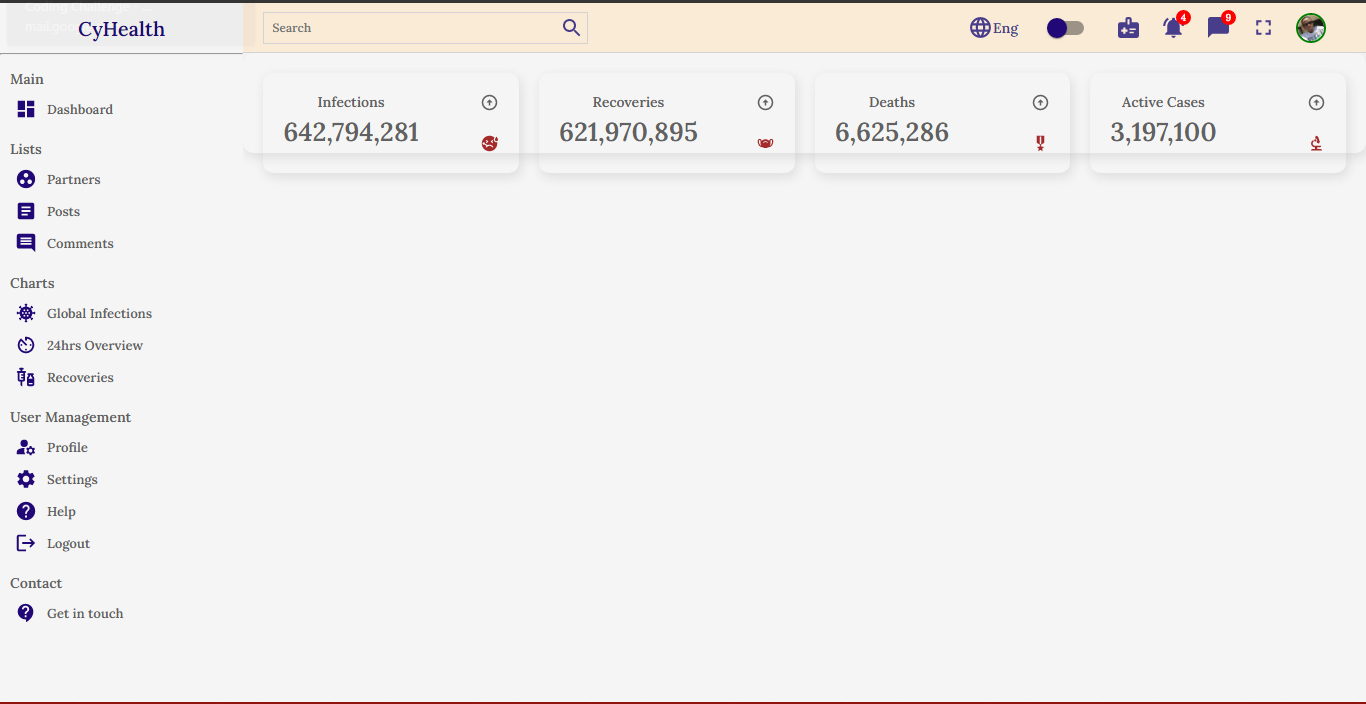 Coding Challenge
CyHealth
Search
Eng
4
9
Main
Dashboard
Lists
Partners
Posts
Comments
Charts
Global Infections
24hrs Overview
Recoveries
User Management
Profile
Settings
Help
Logout
Contact
Get in touch
Infections
642,794,281
Recoveries
621,970,895
Deaths
6,625,286
Active Cases
3,197,100